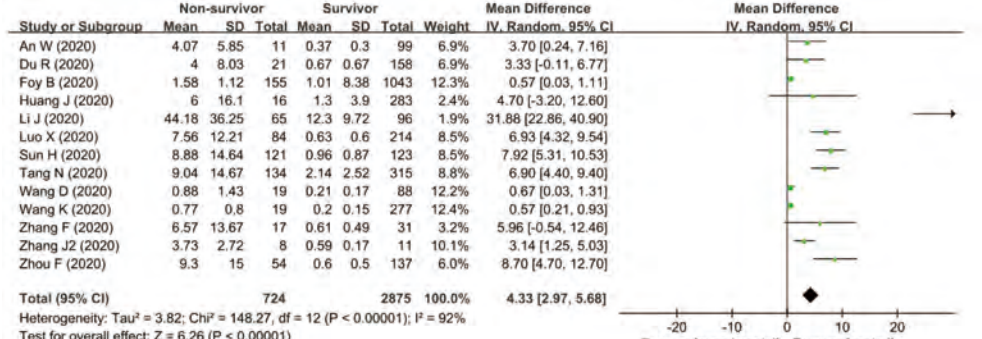 Non-survivor Survivor Mean Difference Mean Difference
Study or Subgroup Mean SD Total Mean SD Total Weight IV, Random, 95% CI IV, Random, 95% CI
An W (2020) 4.07 5.85 11 0.37 0.3 99 6.9% 3.70 [0.24, 7.16]
Du R (2020) 4 8.03 21 0.67 0.67 158 7.0% 3.33 [-0.11, 6.77]
Foy B (2020) 1.58 1.12 155 1.01 8.38 1043 12.3% 0.57 [0.03, 1.11]
Huang J (2020) 6 16.1 16 1.3 3.9 283 2.4% 4.70 [-3.20, 12.60]
Li J (2020) 44.18 36.25 65 12.3 9.72 96 1.9% 31.88 [22.86, 40.90]
Luo X (2020) 7.56 12.21 84 0.63 0.6 214 8.7% 6.93 [4.32, 9.54]
Sun H (2020) 8.88 14.64 121 0.96 0.87 123 8.7% 7.92 [5.31, 10.53]
Tang N (2020) 9.04 14.67 134 2.14 2.52 315 8.8% 6.90 [4.40, 9.40]
Wang D (2020) 0.88 1.43 19 0.21 0.17 88 12.2% 0.67 [0.03, 1.31]
Wang K (2020) 0.77 0.8 19 0.2 0.15 277 12.4% 0.57 [0.21, 0.93]
Zhang F (2020) 6.57 13.67 17 0.61 0.49 31 3.2% 5.96 [-0.54, 12.46]
Zhang J2 (2020) 3.73 2.72 8 0.59 0.17 11 10.1% 3.14 [1.25, 5.03]
Zhou F (2020) 9.3 15 54 0.6 0.5 137 6.0% 8.70 [4.70, 12.70]
Total (95% CI) 724 2875 100.0% 4.33 [2.97, 5.68]
Heterogeneity: Tau² = 3.82; Chi² = 148.27, df = 12 (P < 0.00001); I² = 92%
-20 -10 0 10 20
Test for overall effect: Z = 6.26 (P < 0.00001)